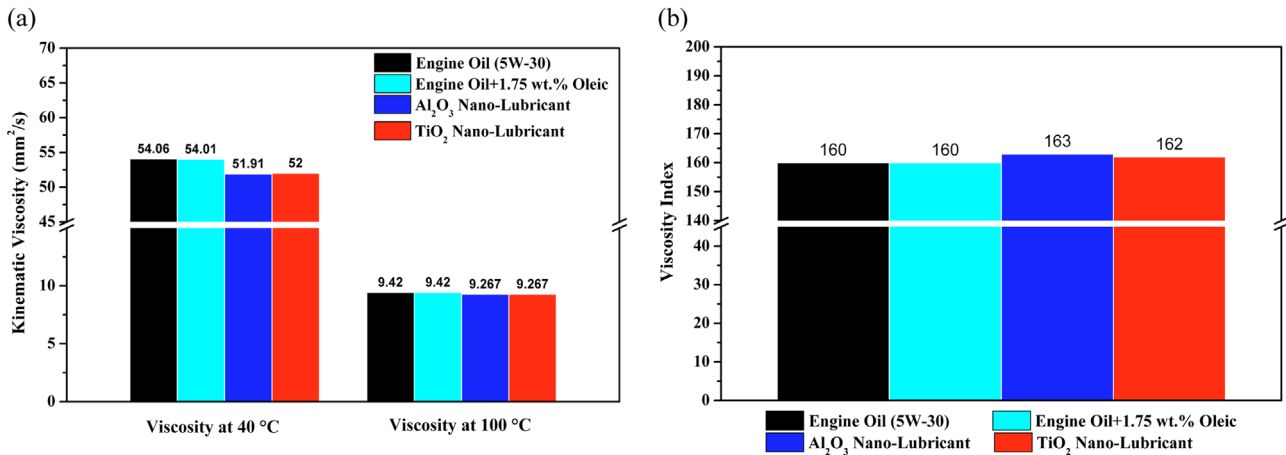 (a)
Kinematic Viscosity (mm²/s)
70
65
60
55
50
45
10
5
0
Engine Oil (5W-30)
Engine Oil+1.75 wt.% Oleic
Al₂O₃ Nano-Lubricant
TiO₂ Nano-Lubricant
54.06 54.01 51.91 52
9.42 9.42 9.267 9.267
Viscosity at 40 °C Viscosity at 100 °C
(b)
Viscosity Index
200
190
180
170
160
150
140
40
30
20
10
0
160 160 163 162
Engine Oil (5W-30) Engine Oil+1.75 wt.% Oleic
Al₂O₃ Nano-Lubricant TiO₂ Nano-Lubricant